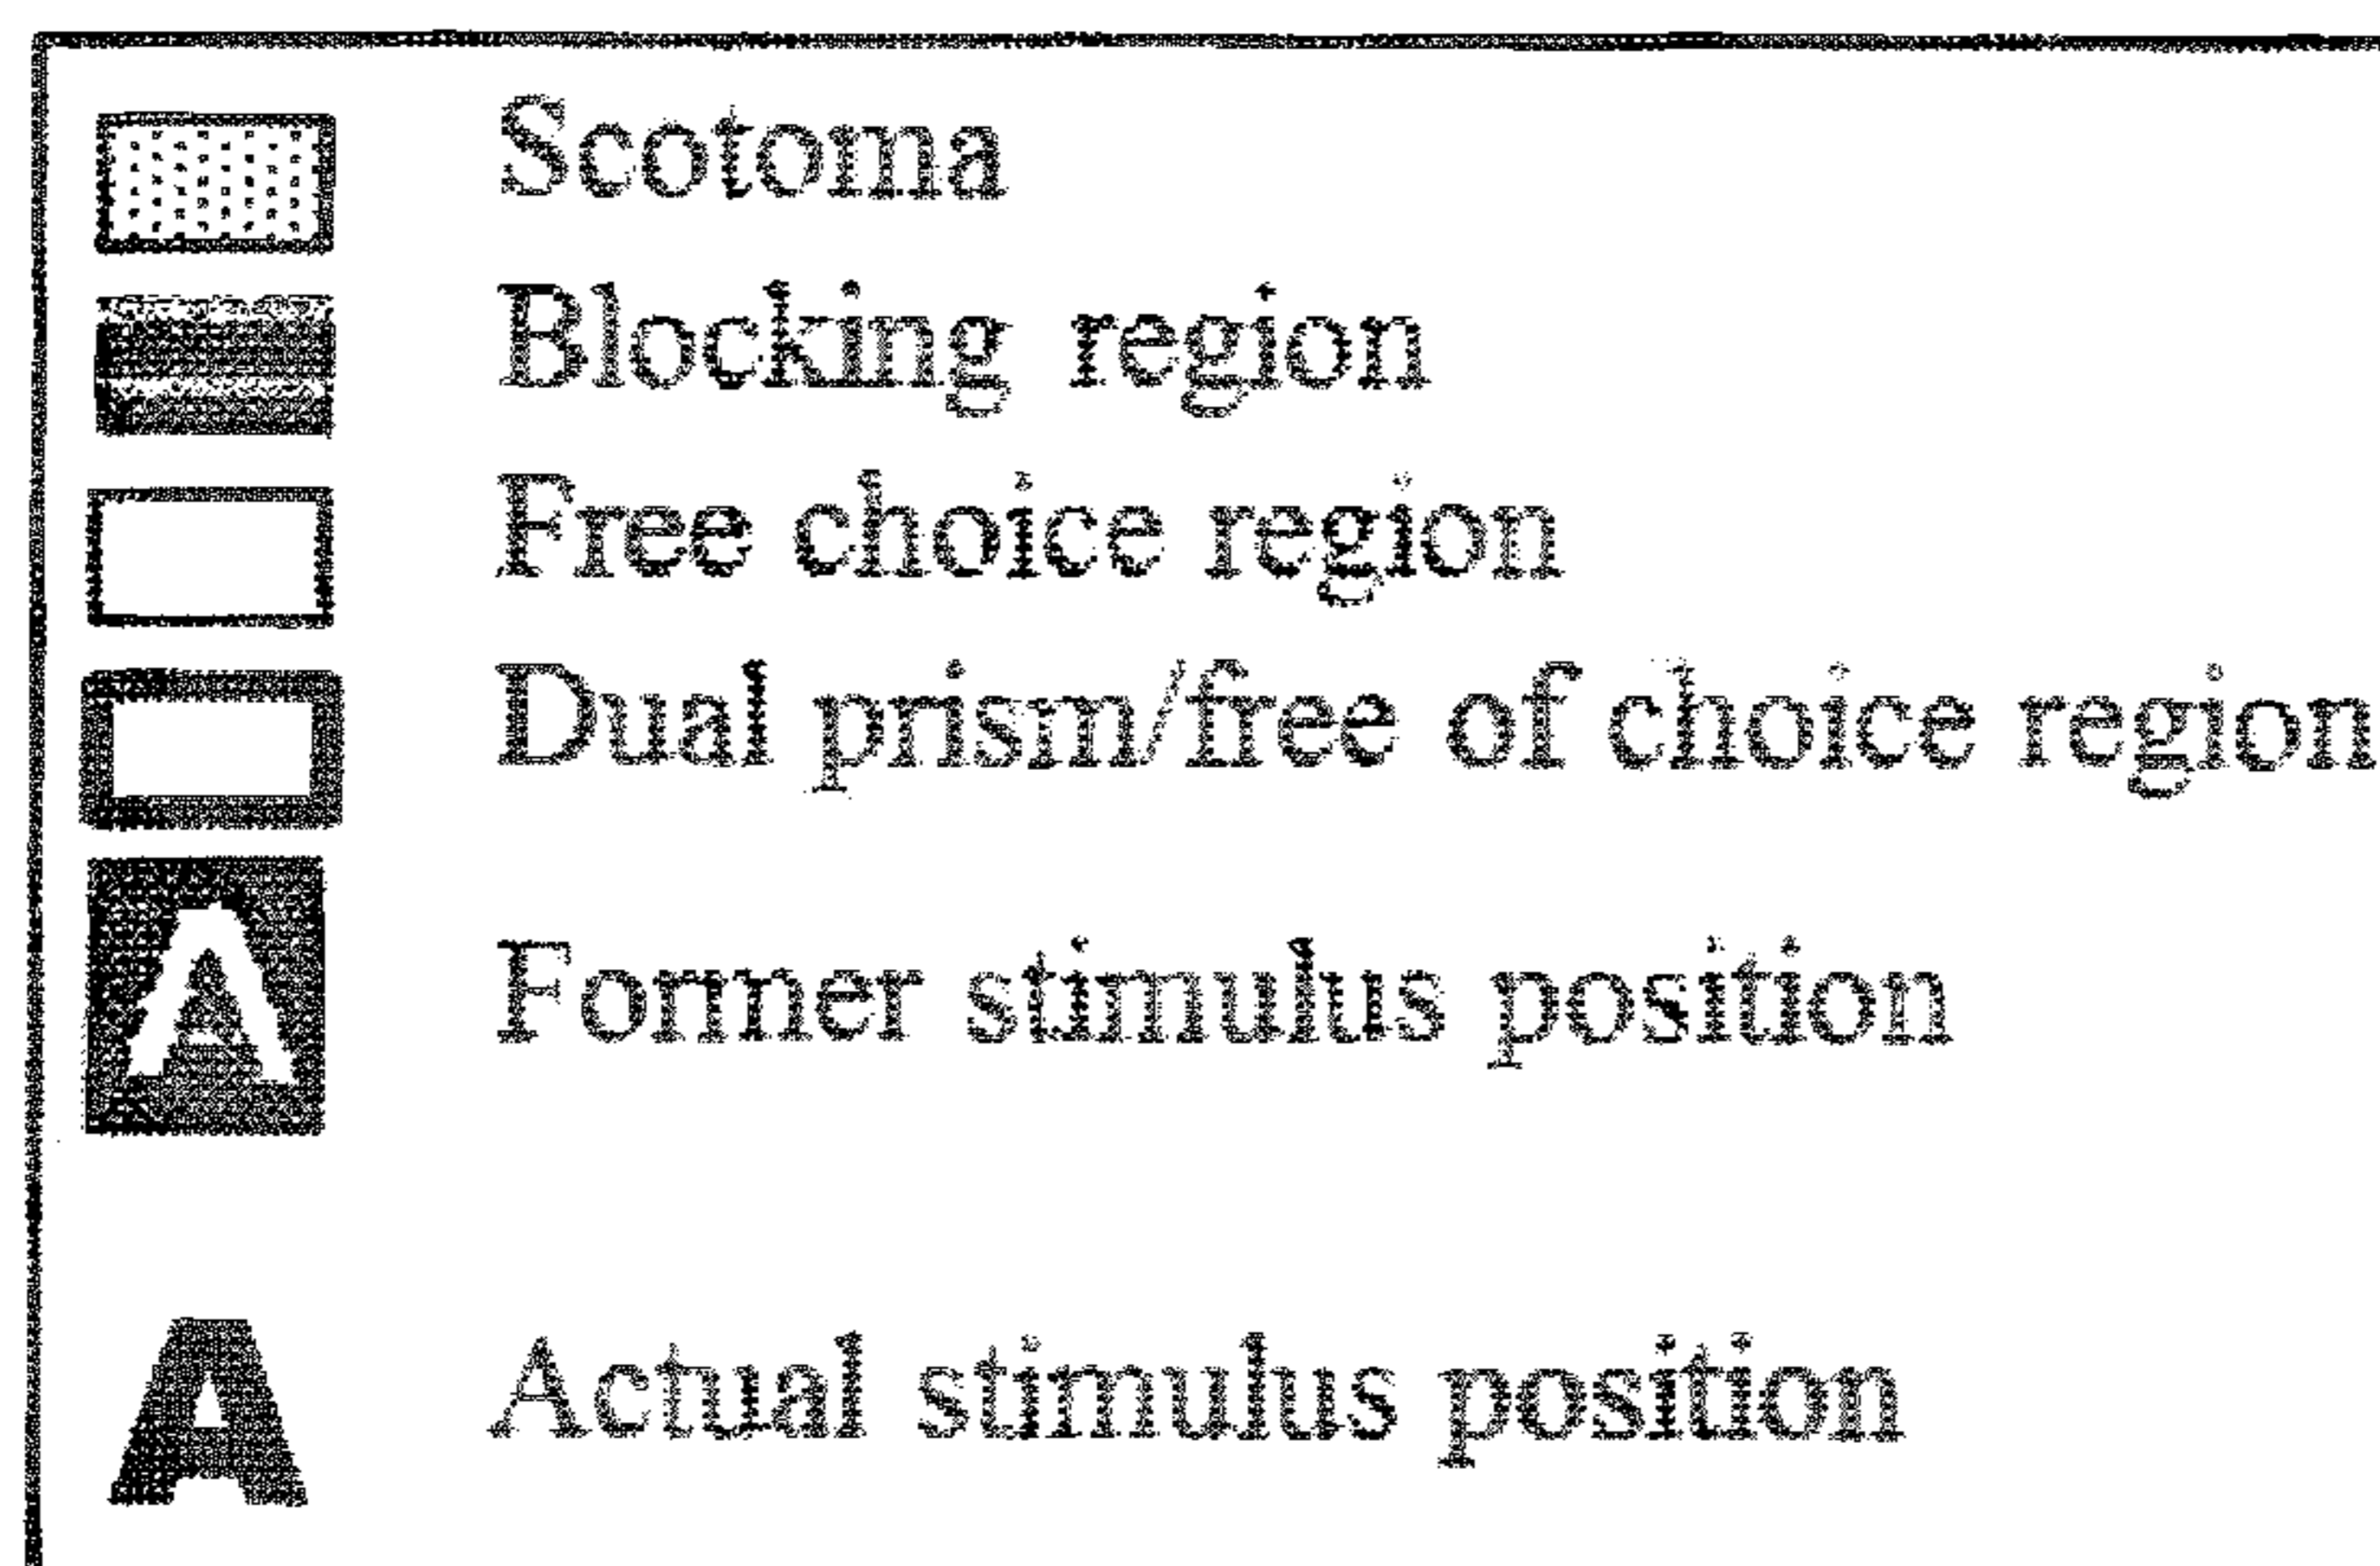 Scotoma
Blocking region
Free choice region
Dual prism/free of choice region
A Former stimulus position
A Actual stimulus position